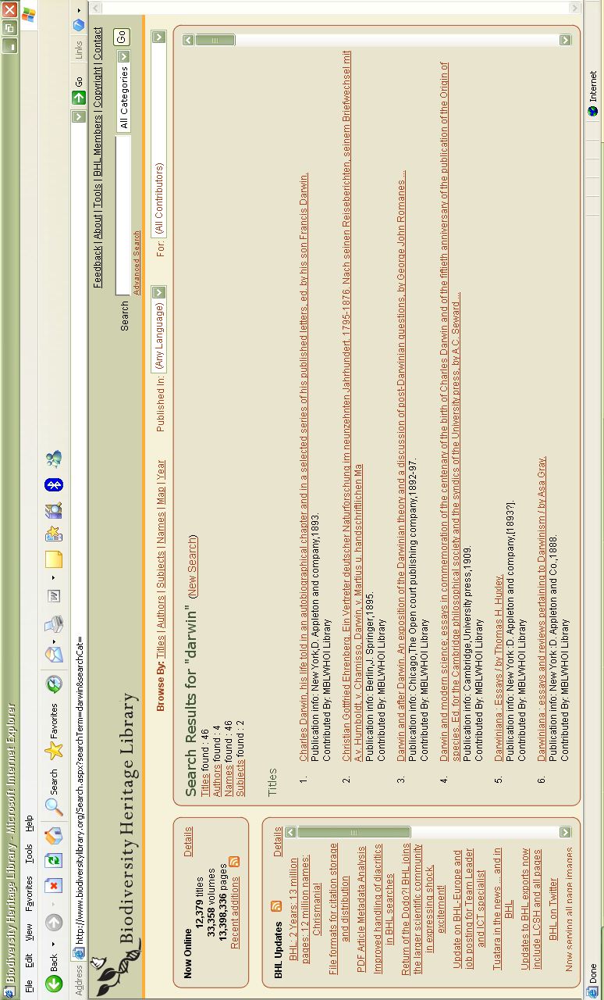 Biodiversity Heritage Library - Microsoft Internet Explorer
File Edit View Favorites Tools Help
Back Search Favorites
Address http://www.biodiversitylibrary.org/Search.aspx?searchTerm=darwin&searchCat= Go Links
Biodiversity Heritage Library
Feedback | About | Tools | BHL Members | Copyright | Contact
Search All Categories Go
Advanced Search
Browse By: Titles | Authors | Subjects | Names | Map | Year Published In: (Any Language) For: (All Contributors)
Now Online Details
12,379 titles
33,358 volumes
13,398,336 pages
Recent additions
BHL Updates Details
BHL: 2 Years: 13 million
pages: 12 million names:
Chrismania!
File formats for citation storage
and distribution
PDF Article Metadata Analysis
Improved handling of diacritics
in BHL searches
Return of the Dodo?! BHL joins
the larger scientific community
in expressing shock,
excitement!
Update on BHL-Europe and
job posting for Team Leader
and ICT specialist
Tuatara in the news ... and in
BHL
Updates to BHL exports now
include LCSH and all pages
BHL on Twitter
Now serving all page images
Search Results for "darwin" (New Search)
Titles found : 46
Authors found : 4
Names found : 46
Subjects found : 2
Titles
1. Charles Darwin, his life told in an autobiographical chapter and in a selected series of his published letters, ed. by his son Francis Darwin.
Publication info: New York,D. Appleton and company,1893.
Contributed By: MBLWHOI Library
2. Christian Gottfried Ehrenberg, Ein Vertreter deutscher Naturforschung im neunzehnten Jahrhundert. 1795-1876. Nach seinen Reiseberichten, seinem Briefwechsel mit
A.v. Humboldt, v. Chamisso, Darwin, v. Martius u. handschriftlichen Ma
Publication info: Berlin,J. Springer,1895.
Contributed By: MBLWHOI Library
3. Darwin and after Darwin. An exposition of the Darwinian theory and a discussion of post-Darwinian questions, by George John Romanes ...
Publication info: Chicago,The Open court publishing company,1892-97.
Contributed By: MBLWHOI Library
4. Darwin and modern science; essays in commemoration of the centenary of the birth of Charles Darwin and of the fiftieth anniversary of the publication of the Origin of
species. Ed. for the Cambridge philosophical society and the syndics of the University press, by A.C. Seward ...
Publication info: Cambridge,University press,1909.
Contributed By: MBLWHOI Library
5. Darwiniana : Essays / by Thomas H. Huxley.
Publication info: New York :D. Appleton and company,[1893?].
Contributed By: MBLWHOI Library
6. Darwiniana : essays and reviews pertaining to Darwinism / by Asa Gray.
Publication info: New York :D. Appleton and Co.,1888.
Contributed By: MBLWHOI Library
Done Internet